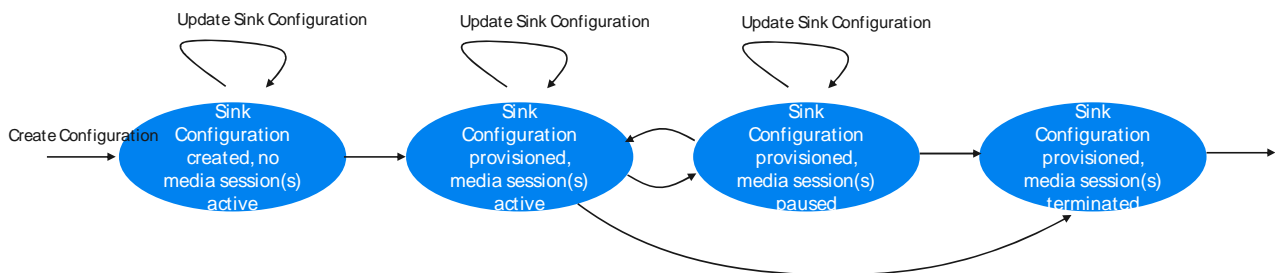 Update Sink Configuration
Update Sink Configuration
Update Sink Configuration
Create Configuration
Sink
Configuration
created, no
media session(s)
active
Sink
Configuration
provisioned,
media session(s)
active
Sink
Configuration
provisioned,
media session(s)
paused
Sink
Configuration
provisioned,
media session(s)
terminated